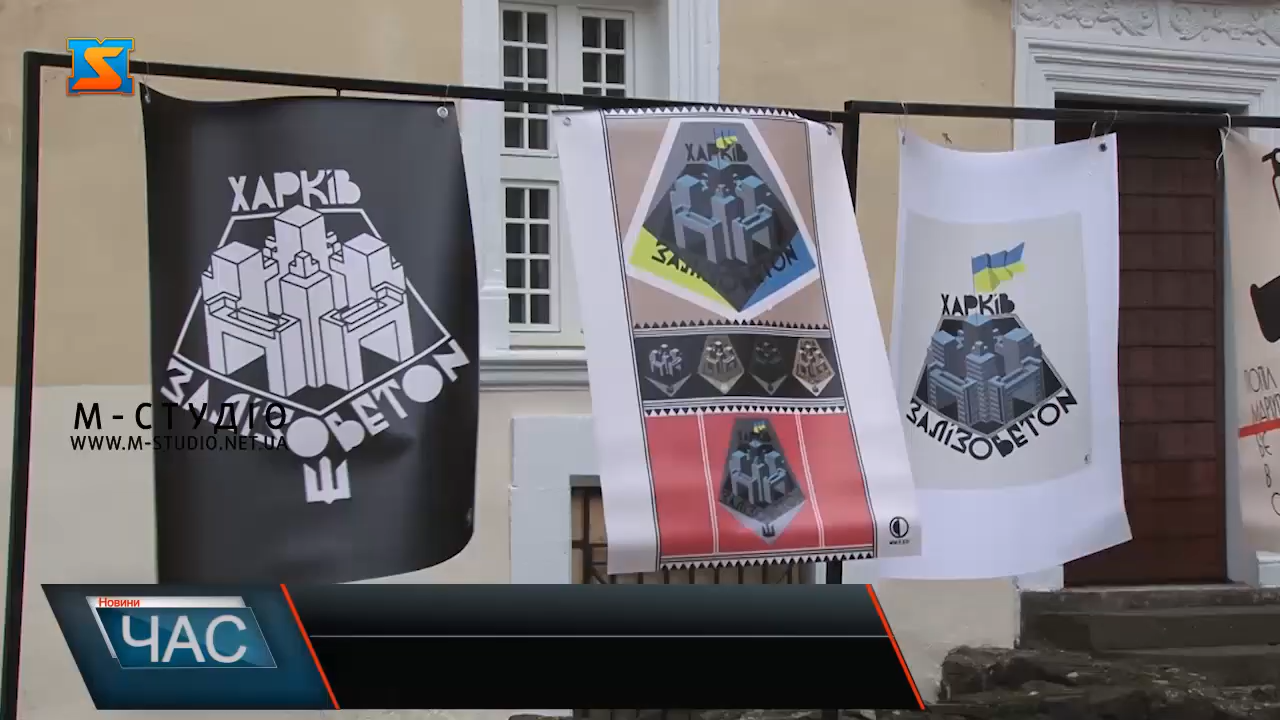 ХАРКІВ
ЗАЛІЗОБЕТОН
ХАРКІВ
ЗАЛІЗОБЕТОН
ХАРКІВ
ЗАЛІЗОБЕТОН
М-СТУДІО
WWW.M-STUDIO.NET.UA
Новини
ЧАС